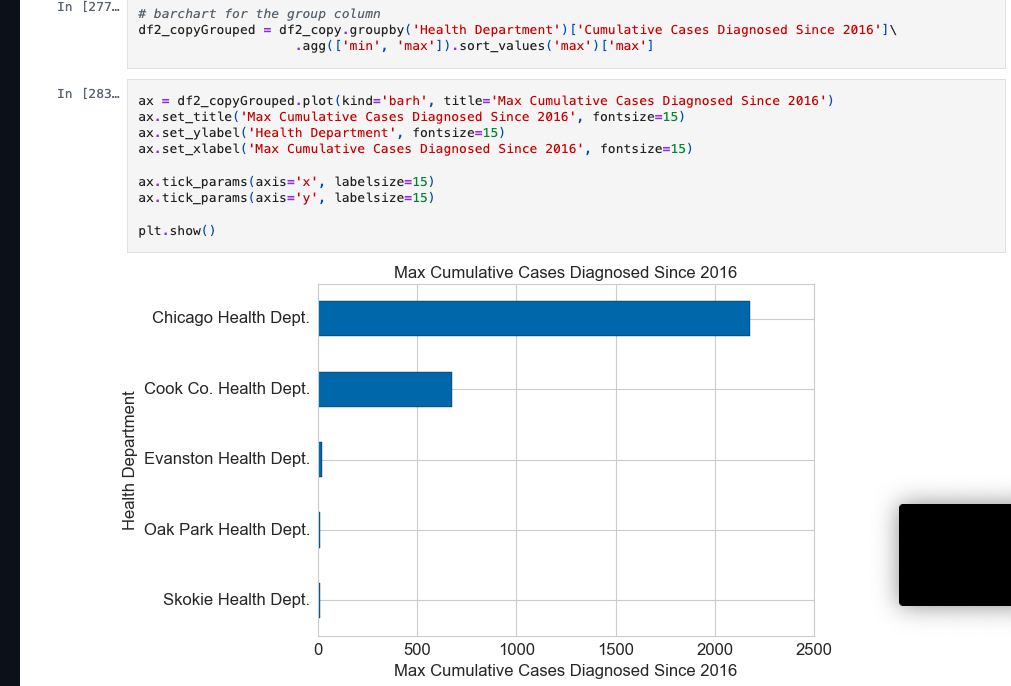 In [277…
# barchart for the group column
df2_copyGrouped = df2_copy.groupby('Health Department')['Cumulative Cases Diagnosed Since 2016']\
.agg(['min', 'max']).sort_values('max')['max']
In [283…
ax = df2_copyGrouped.plot(kind='barh', title='Max Cumulative Cases Diagnosed Since 2016')
ax.set_title('Max Cumulative Cases Diagnosed Since 2016', fontsize=15)
ax.set_ylabel('Health Department', fontsize=15)
ax.set_xlabel('Max Cumulative Cases Diagnosed Since 2016', fontsize=15)
ax.tick_params(axis='x', labelsize=15)
ax.tick_params(axis='y', labelsize=15)
plt.show()
Max Cumulative Cases Diagnosed Since 2016
Chicago Health Dept.
Cook Co. Health Dept.
Evanston Health Dept.
Oak Park Health Dept.
Skokie Health Dept.
Health Department
0 500 1000 1500 2000 2500
Max Cumulative Cases Diagnosed Since 2016